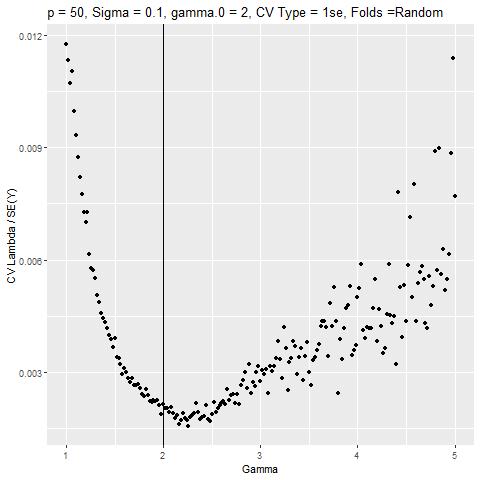 p = 50, Sigma = 0.1, gamma.0 = 2, CV Type = 1se, Folds =Random
0.012
0.009
0.006
0.003
CV Lambda / SE(Y)
1 2 3 4 5
Gamma